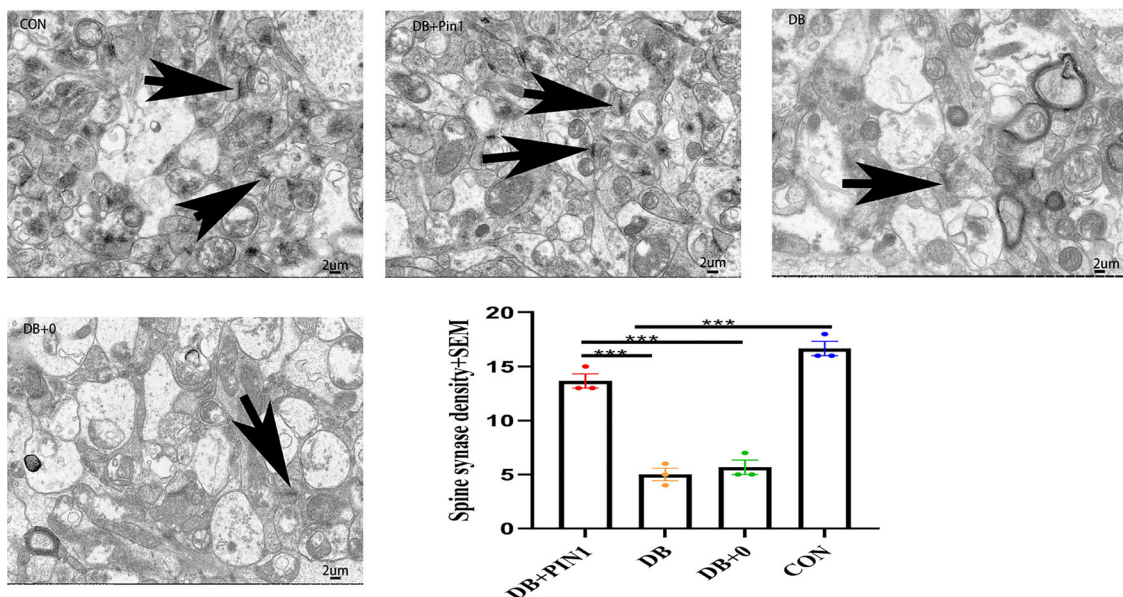 CON
DB+Pin1
DB
2um
2um
2um
DB+0
2um
Spine synase density+SEM
20
15
10
5
0
***
***
***
DB+PIN1
DB
DB+0
CON